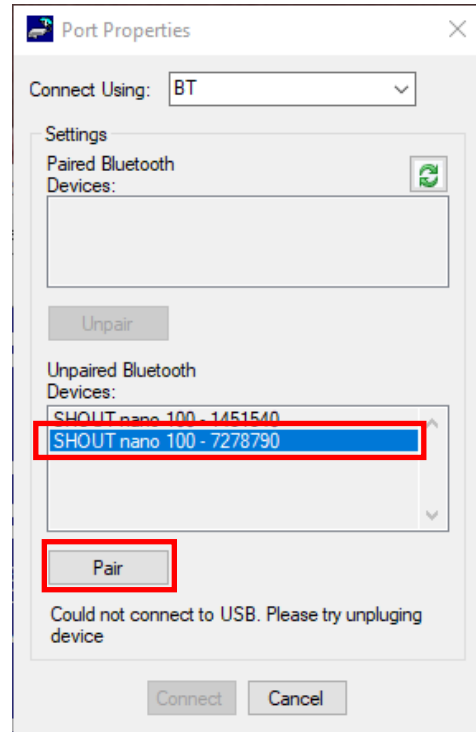 Port Properties
Connect Using: BT
Settings
Paired Bluetooth
Devices:
Unpair
Unpaired Bluetooth
Devices:
SHOUT nano 100 - 1451540
SHOUT nano 100 - 7278790
Pair
Could not connect to USB. Please try unpluging
device
Connect Cancel